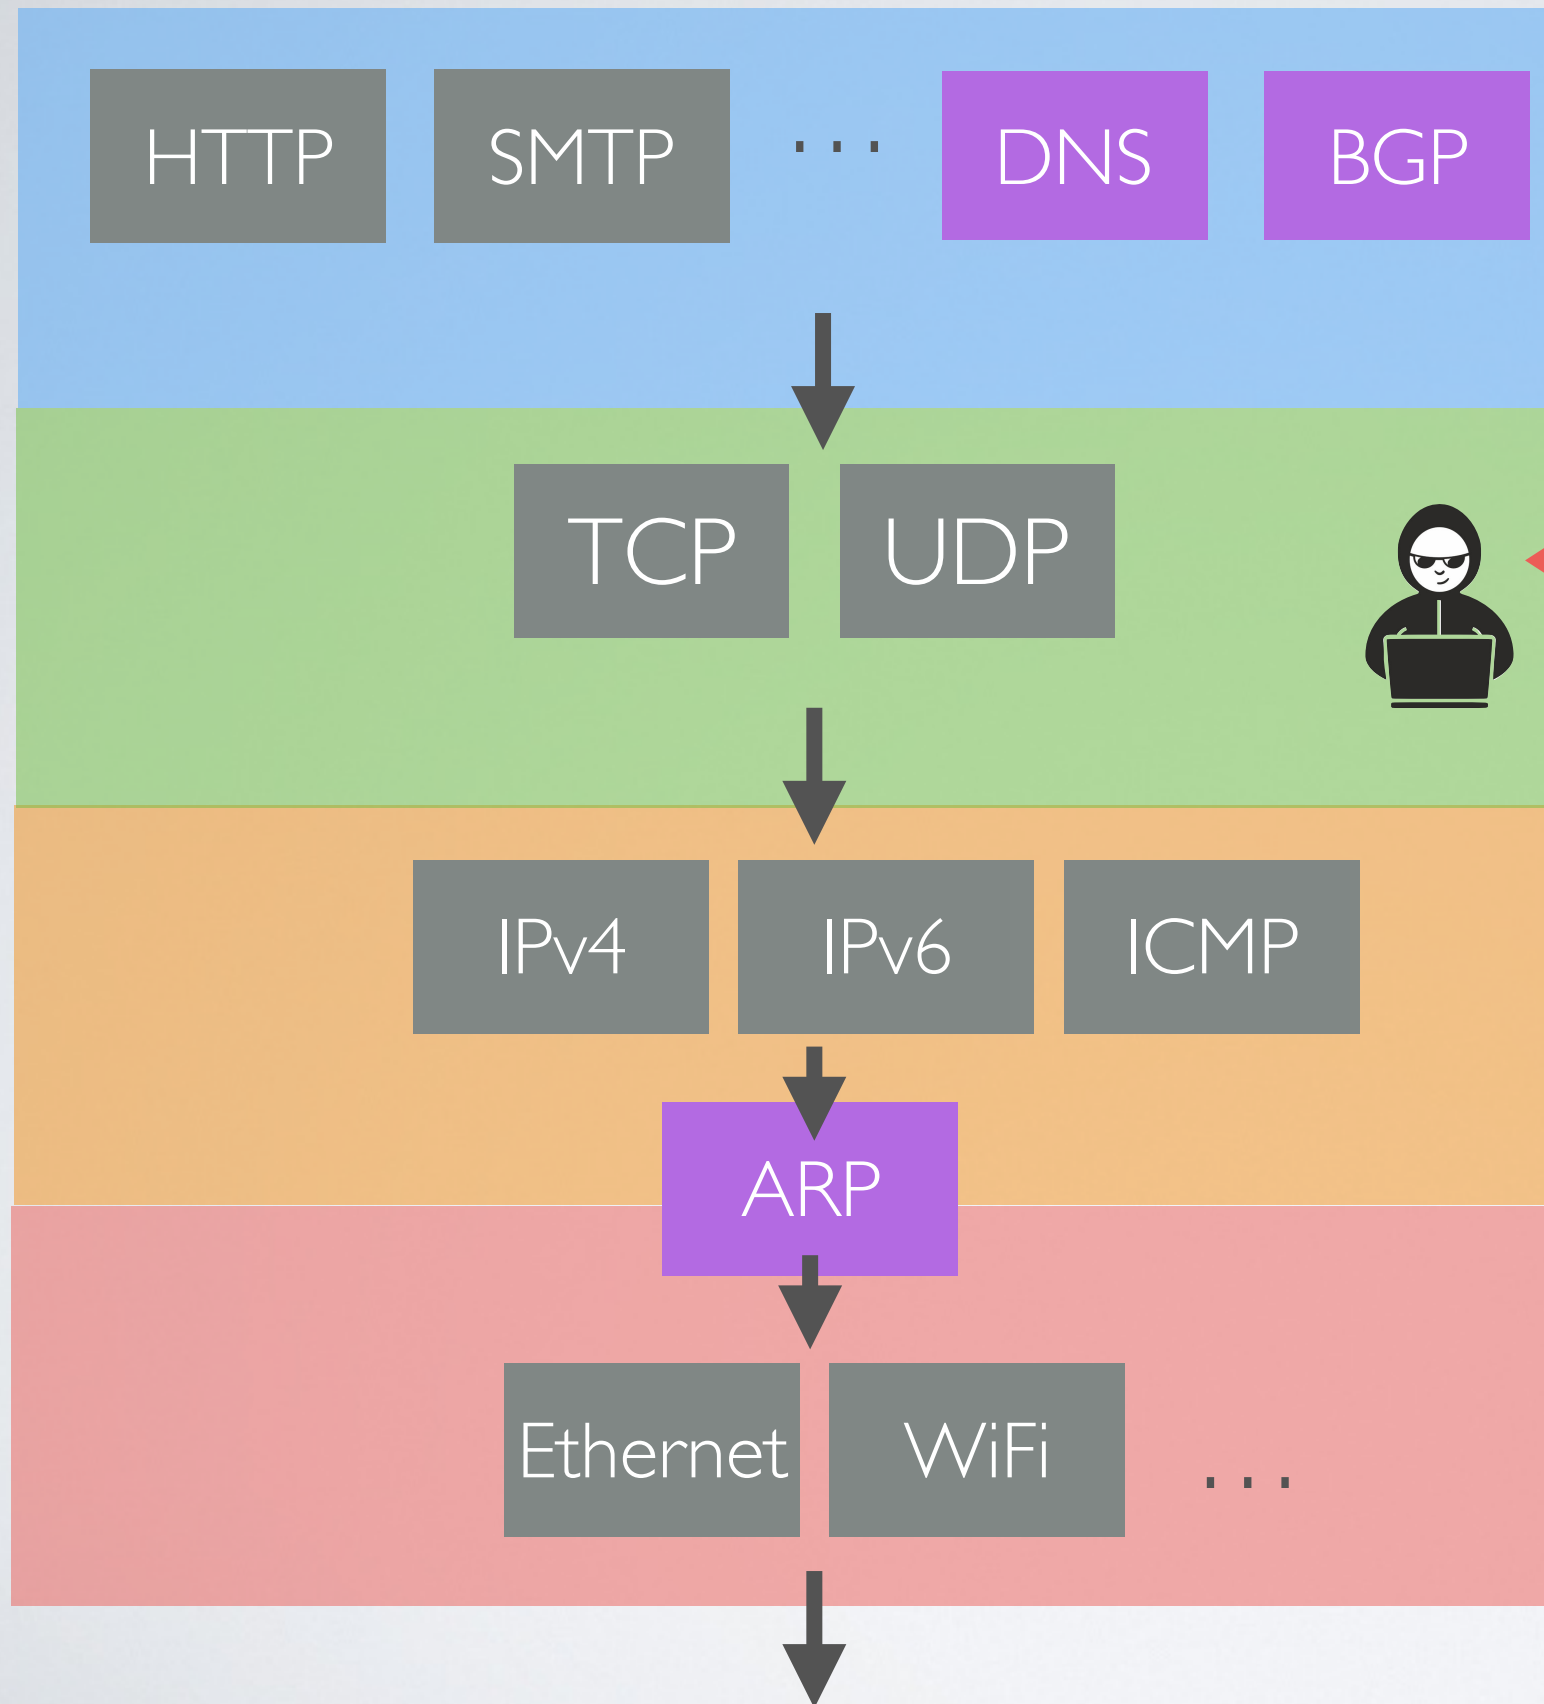 HTTP SMTP ... DNS BGP
TCP UDP
IPv4 IPv6 ICMP
ARP
Ethernet WiFi ...